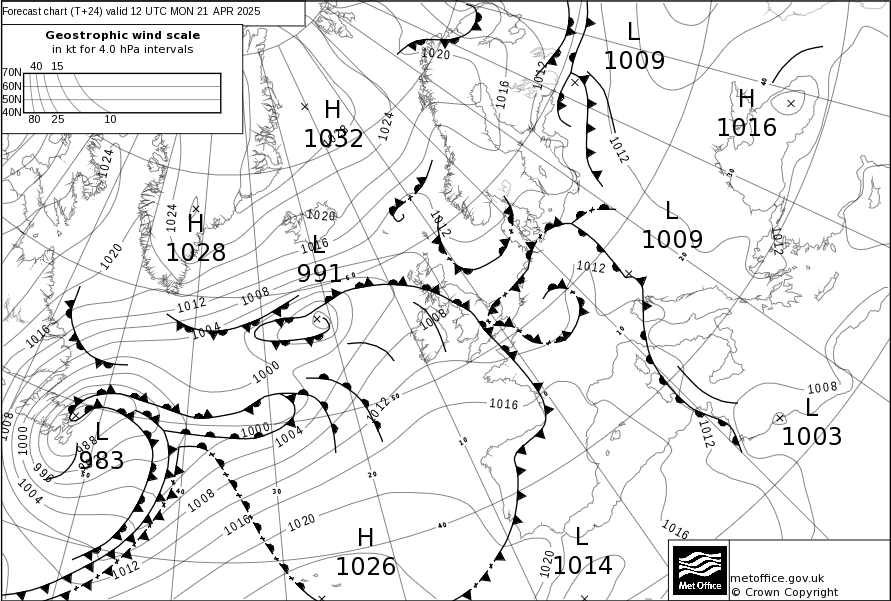 Forecast chart (T+24) valid 12 UTC MON 21 APR 2025
Geostrophic wind scale
in kt for 4.0 hPa intervals
40 15
70N
60N
50N
40N
80 25 10
L
1009
H
1016
H
1032
L
1009
H
1028
L
991
L
983
L
1003
H
1026
L
1014
1020
1016
1012
1024
1012
1024
1024
1020
1020
1016
1012
1012
1012
1012
1008
1004
1008
1016
1000
1016
1012
1008
1012
1008
1000
1000
1004
988
996
1004
1008
1016
1020
1012
1020
1016
40
30
20
10
60
50
10
20
30
40
40
metoffice.gov.uk
© Crown Copyright
Met Office